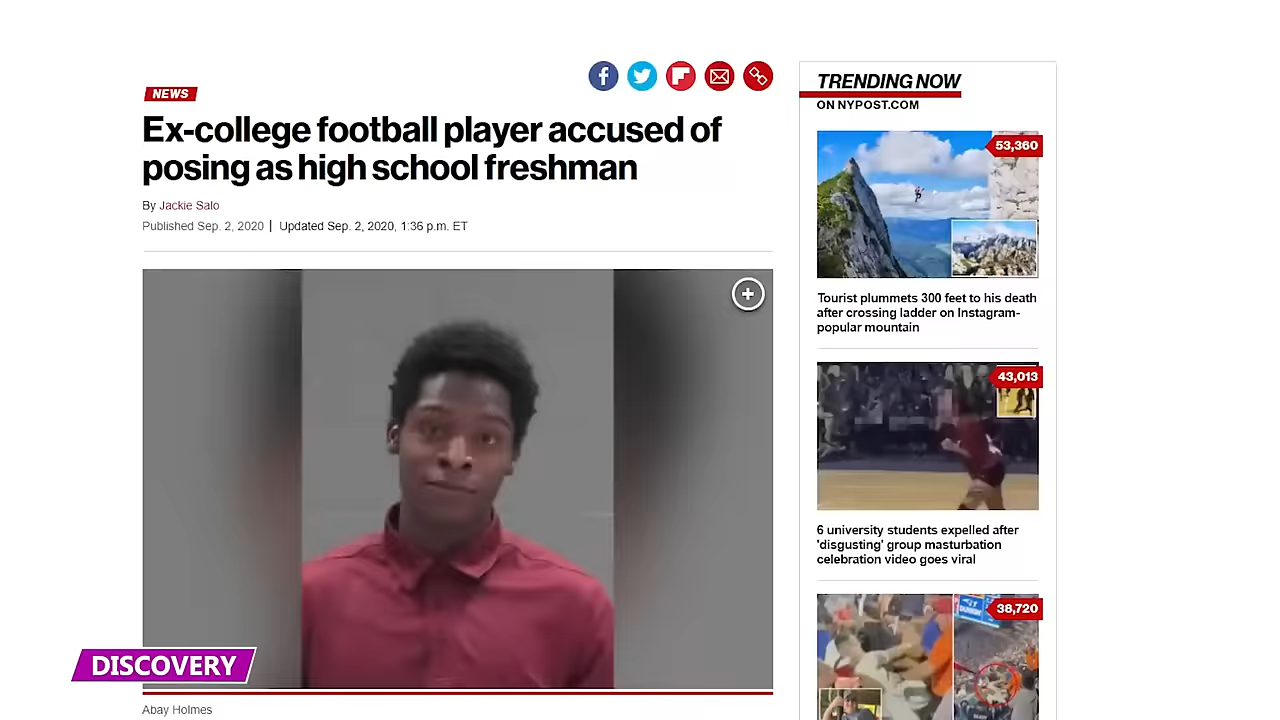 NEWS
Ex-college football player accused of
posing as high school freshman
By Jackie Salo
Published Sep. 2, 2020 | Updated Sep. 2, 2020, 1:36 p.m. ET
Abay Holmes
TRENDING NOW
ON NYPOST.COM
53,360
Tourist plummets 300 feet to his death
after crossing ladder on Instagram-
popular mountain
43,013
6 university students expelled after
'disgusting' group masturbation
celebration video goes viral
38,720
DISCOVERY